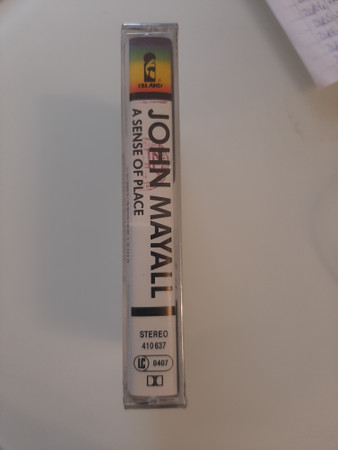 ISLAND
JOHN MAYALL
A SENSE OF PLACE
STEREO
410 637
LC 0407